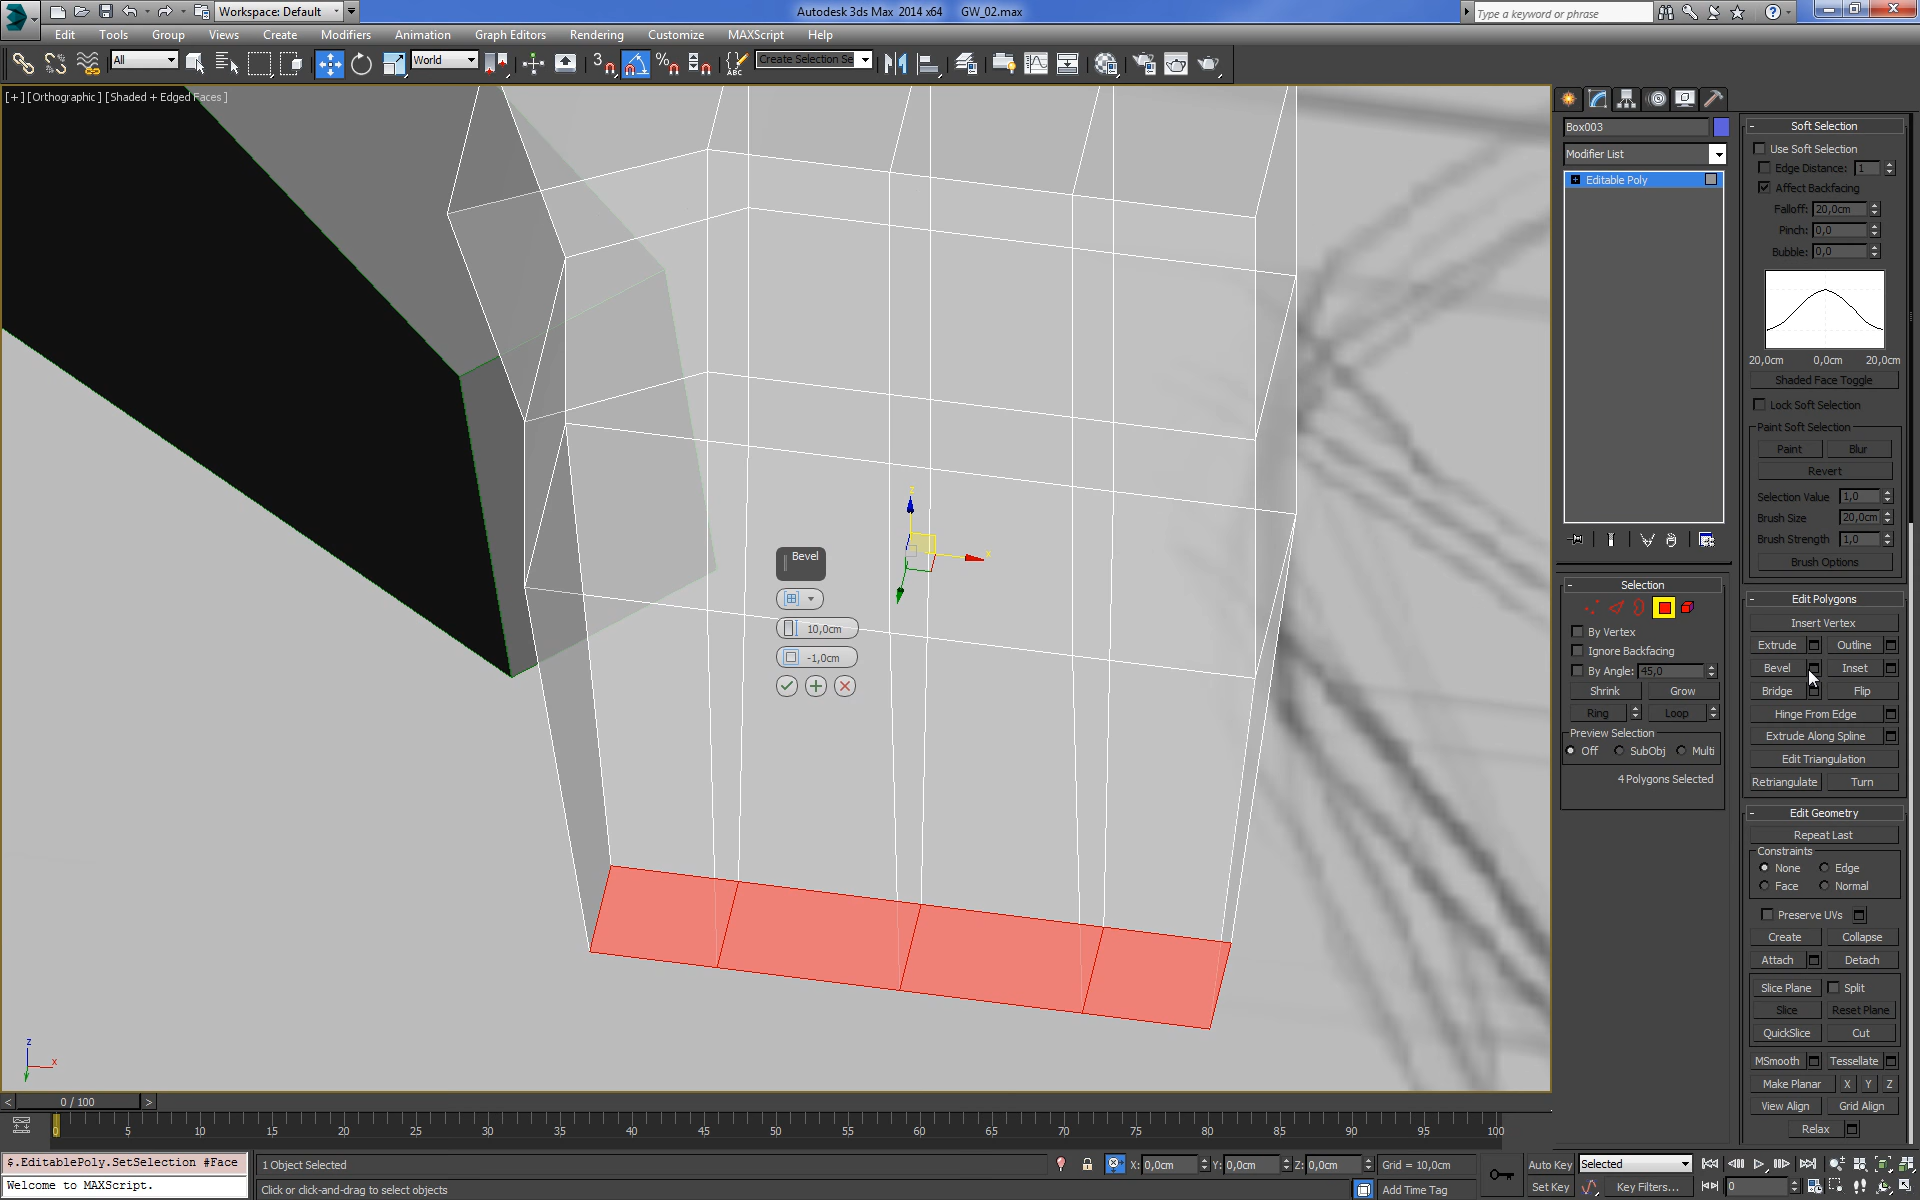 Workspace: Default
Autodesk 3ds Max 2014 x64 GW_02.max
Type a keyword or phrase
Edit Tools Group Views Create Modifiers Animation Graph Editors Rendering Customize MAXScript Help
All
World
3
%
ABC
Create Selection Se
[+] [Orthographic] [Shaded + Edged Faces]
z
x
Bevel
10,0cm
-1,0cm
z
x
Box003
Modifier List
Editable Poly
Selection
By Vertex
Ignore Backfacing
By Angle: 45,0
Shrink Grow
Ring Loop
Preview Selection
Off SubObj Multi
4 Polygons Selected
Soft Selection
Use Soft Selection
Edge Distance: 1
Affect Backfacing
Falloff: 20,0cm
Pinch: 0,0
Bubble: 0,0
20,0cm 0,0cm 20,0cm
Shaded Face Toggle
Lock Soft Selection
Paint Soft Selection
Paint Blur
Revert
Selection Value 1,0
Brush Size 20,0cm
Brush Strength 1,0
Brush Options
Edit Polygons
Insert Vertex
Extrude Outline
Bevel Inset
Bridge Flip
Hinge From Edge
Extrude Along Spline
Edit Triangulation
Retriangulate Turn
Edit Geometry
Repeat Last
Constraints
None Edge
Face Normal
Preserve UVs
Create Collapse
Attach Detach
Slice Plane Split
Slice Reset Plane
QuickSlice Cut
MSmooth Tessellate
Make Planar X Y Z
View Align Grid Align
Relax
< 0 / 100 >
0 5 10 15 20 25 30 35 40 45 50 55 60 65 70 75 80 85 90 95 100
$.EditablePoly.SetSelection #Face
Welcome to MAXScript.
1 Object Selected
Click or click-and-drag to select objects
X: 0,0cm Y: 0,0cm Z: 0,0cm Grid = 10,0cm
Add Time Tag
Auto Key Selected
Set Key Key Filters... 0